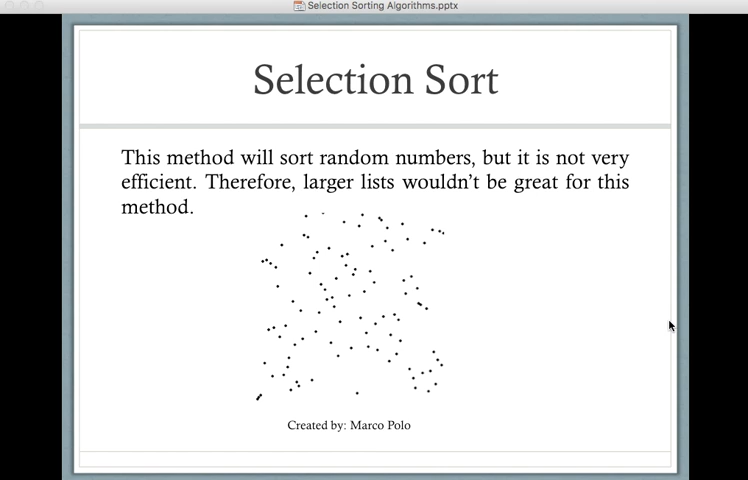 Selection Sorting Algorithms.pptx
Selection Sort
This method will sort random numbers, but it is not very
efficient. Therefore, larger lists wouldn't be great for this
method.
Created by: Marco Polo